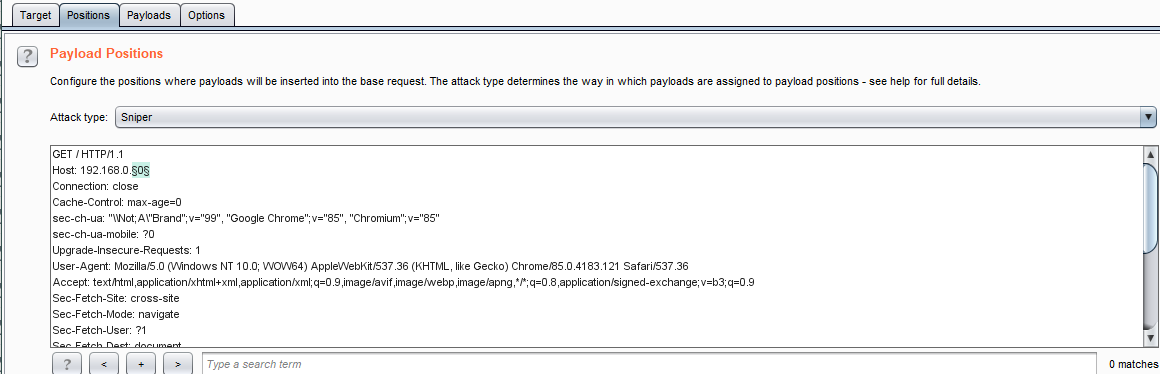 Target Positions Payloads Options
? Payload Positions
Configure the positions where payloads will be inserted into the base request. The attack type determines the way in which payloads are assigned to payload positions - see help for full details.
Attack type: Sniper
GET / HTTP/1.1
Host: 192.168.0.§0§
Connection: close
Cache-Control: max-age=0
sec-ch-ua: "\\Not;A\"Brand";v="99", "Google Chrome";v="85", "Chromium";v="85"
sec-ch-ua-mobile: ?0
Upgrade-Insecure-Requests: 1
User-Agent: Mozilla/5.0 (Windows NT 10.0; WOW64) AppleWebKit/537.36 (KHTML, like Gecko) Chrome/85.0.4183.121 Safari/537.36
Accept: text/html,application/xhtml+xml,application/xml;q=0.9,image/avif,image/webp,image/apng,*/*;q=0.8,application/signed-exchange;v=b3;q=0.9
Sec-Fetch-Site: cross-site
Sec-Fetch-Mode: navigate
Sec-Fetch-User: ?1
Sec-Fetch-Dest: document
? < + > Type a search term 0 matches